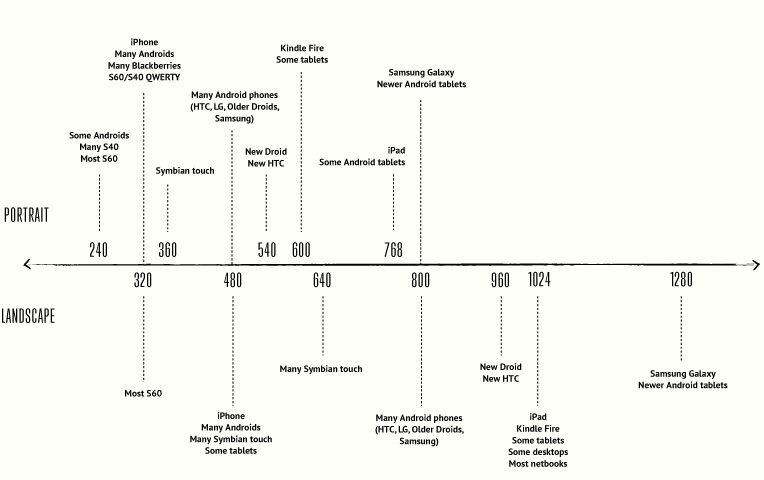 iPhone
Many Androids
Many Blackberries
S60/S40 QWERTY
Kindle Fire
Some tablets
Samsung Galaxy
Newer Android tablets
Many Android phones
(HTC, LG, Older Droids,
Samsung)
Some Androids
Many S40
Most S60
Symbian touch
New Droid
New HTC
iPad
Some Android tablets
PORTRAIT
240
360
540
600
768
320
480
640
800
960
1024
1280
LANDSCAPE
Most S60
iPhone
Many Androids
Many Symbian touch
Some tablets
Many Symbian touch
Many Android phones
(HTC, LG, Older Droids,
Samsung)
New Droid
New HTC
iPad
Kindle Fire
Some tablets
Some desktops
Most netbooks
Samsung Galaxy
Newer Android tablets